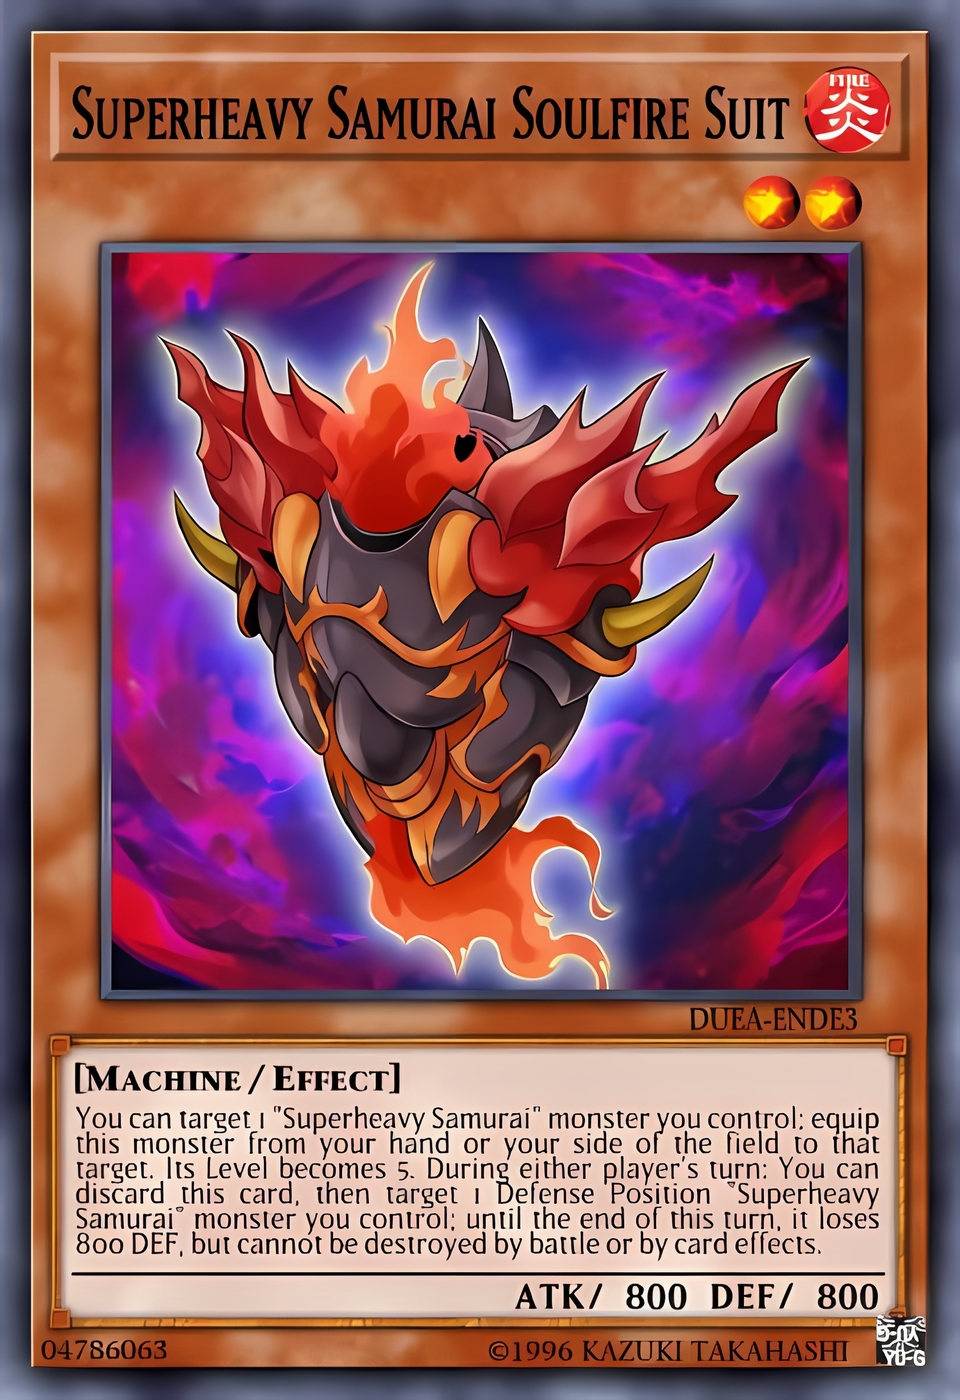 SUPERHEAVY SAMURAI SOULFIRE SUIT
炎
DUEA-ENDE3
[MACHINE / EFFECT]
You can target 1 "Superheavy Samurai" monster you control; equip
this monster from your hand or your side of the field to that
target. Its Level becomes 5. During either player's turn: You can
discard this card, then target 1 Defense Position "Superheavy
Samurai" monster you control; until the end of this turn, it loses
800 DEF, but cannot be destroyed by battle or by card effects.
ATK/ 800 DEF/ 800
04786063
©1996 KAZUKI TAKAHASHI